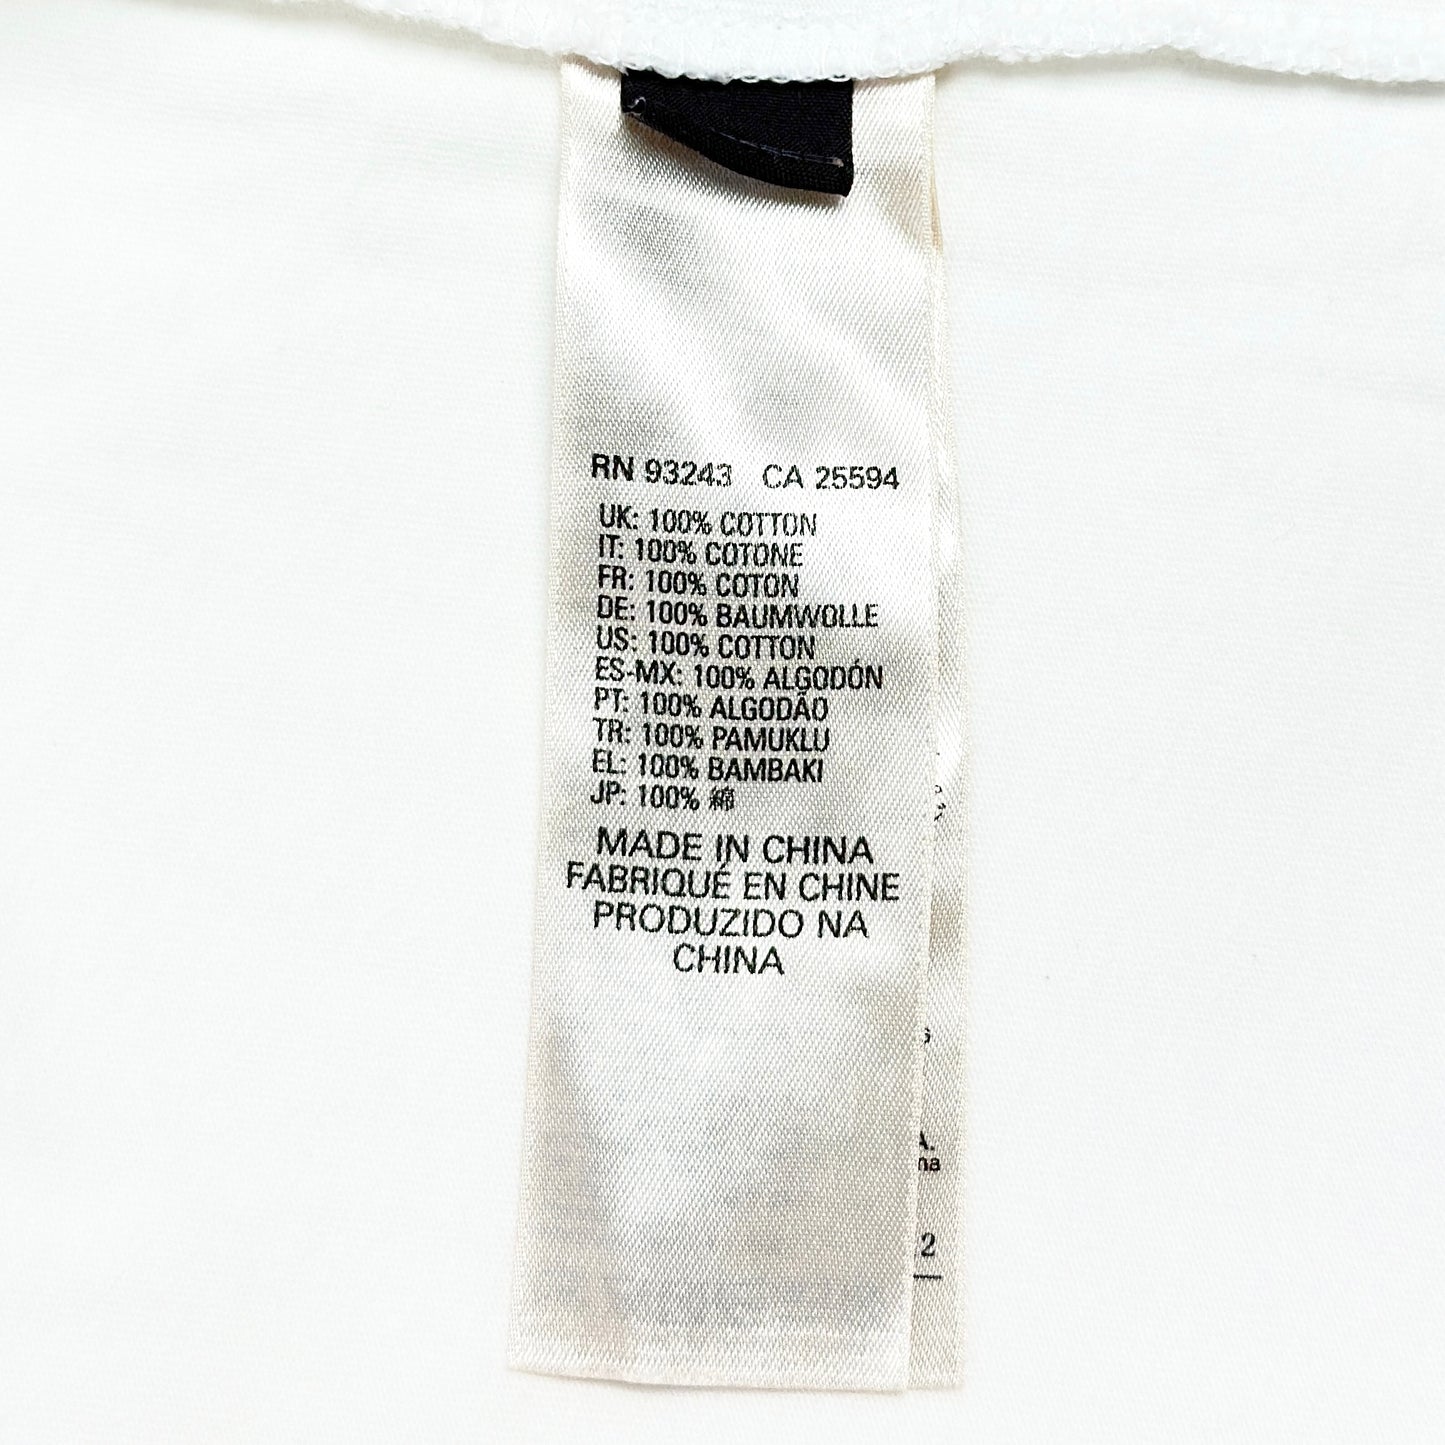 RN 93243 CA 25594
UK: 100% COTTON
IT: 100% COTONE
FR: 100% COTON
DE: 100% BAUMWOLLE
US: 100% COTTON
ES-MX: 100% ALGODÓN
PT: 100% ALGODÃO
TR: 100% PAMUKLU
EL: 100% BAMBAKI
JP: 100% 綿
MADE IN CHINA
FABRIQUÉ EN CHINE
PRODUZIDO NA
CHINA
2